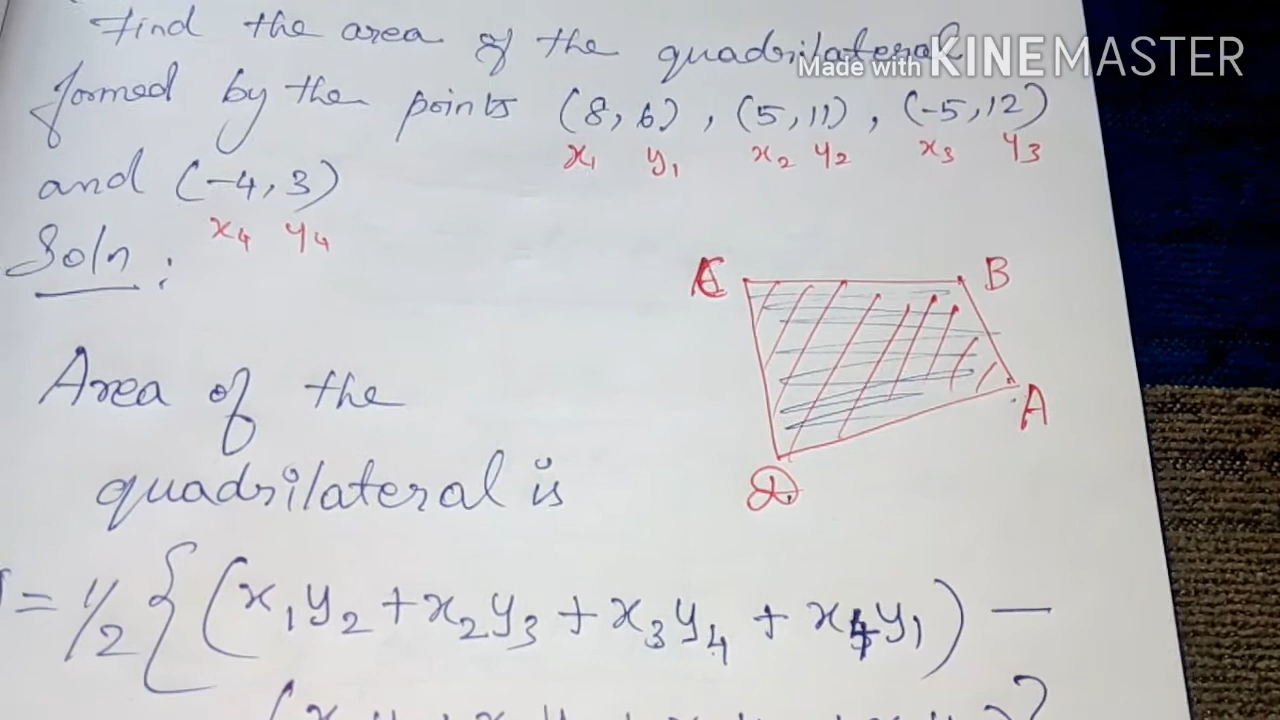 Find the area of the quadrilateral
Made with KINEMASTER
formed by the points (8, 6), (5, 11), (-5, 12)
x₁ y₁ x₂ y₂ x₃ y₃
and (-4, 3)
x₄ y₄
Soln :
C B
Area of the
A
quadrilateral is
D
= 1/2 { (x₁y₂ + x₂y₃ + x₃y₄ + x₄y₁) —